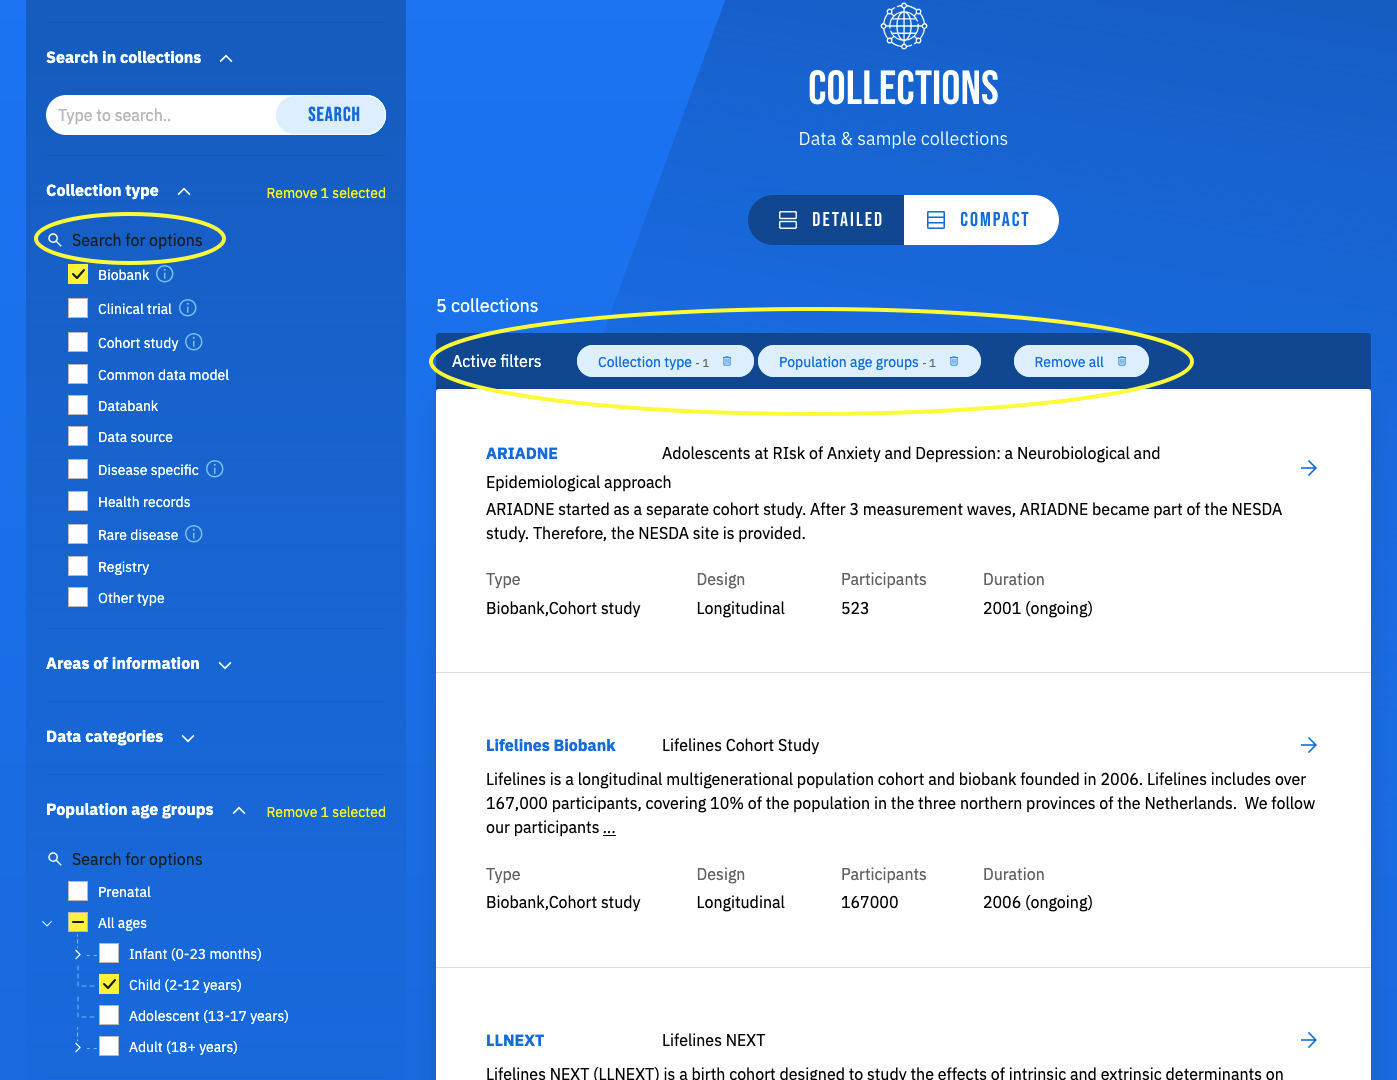 Search in collections
Type to search..
SEARCH
Collection type
Remove 1 selected
Search for options
Biobank
Clinical trial
Cohort study
Common data model
Databank
Data source
Disease specific
Health records
Rare disease
Registry
Other type
Areas of information
Data categories
Population age groups
Remove 1 selected
Search for options
Prenatal
All ages
Infant (0-23 months)
Child (2-12 years)
Adolescent (13-17 years)
Adult (18+ years)
COLLECTIONS
Data & sample collections
DETAILED
COMPACT
5 collections
Active filters
Collection type - 1
Population age groups - 1
Remove all
ARIADNE Adolescents at RIsk of Anxiety and Depression: a Neurobiological and
Epidemiological approach
ARIADNE started as a separate cohort study. After 3 measurement waves, ARIADNE became part of the NESDA
study. Therefore, the NESDA site is provided.
Type Design Participants Duration
Biobank,Cohort study Longitudinal 523 2001 (ongoing)
Lifelines Biobank Lifelines Cohort Study
Lifelines is a longitudinal multigenerational population cohort and biobank founded in 2006. Lifelines includes over
167,000 participants, covering 10% of the population in the three northern provinces of the Netherlands. We follow
our participants ...
Type Design Participants Duration
Biobank,Cohort study Longitudinal 167000 2006 (ongoing)
LLNEXT Lifelines NEXT
Lifelines NEXT (LLNEXT) is a birth cohort designed to study the effects of intrinsic and extrinsic determinants on